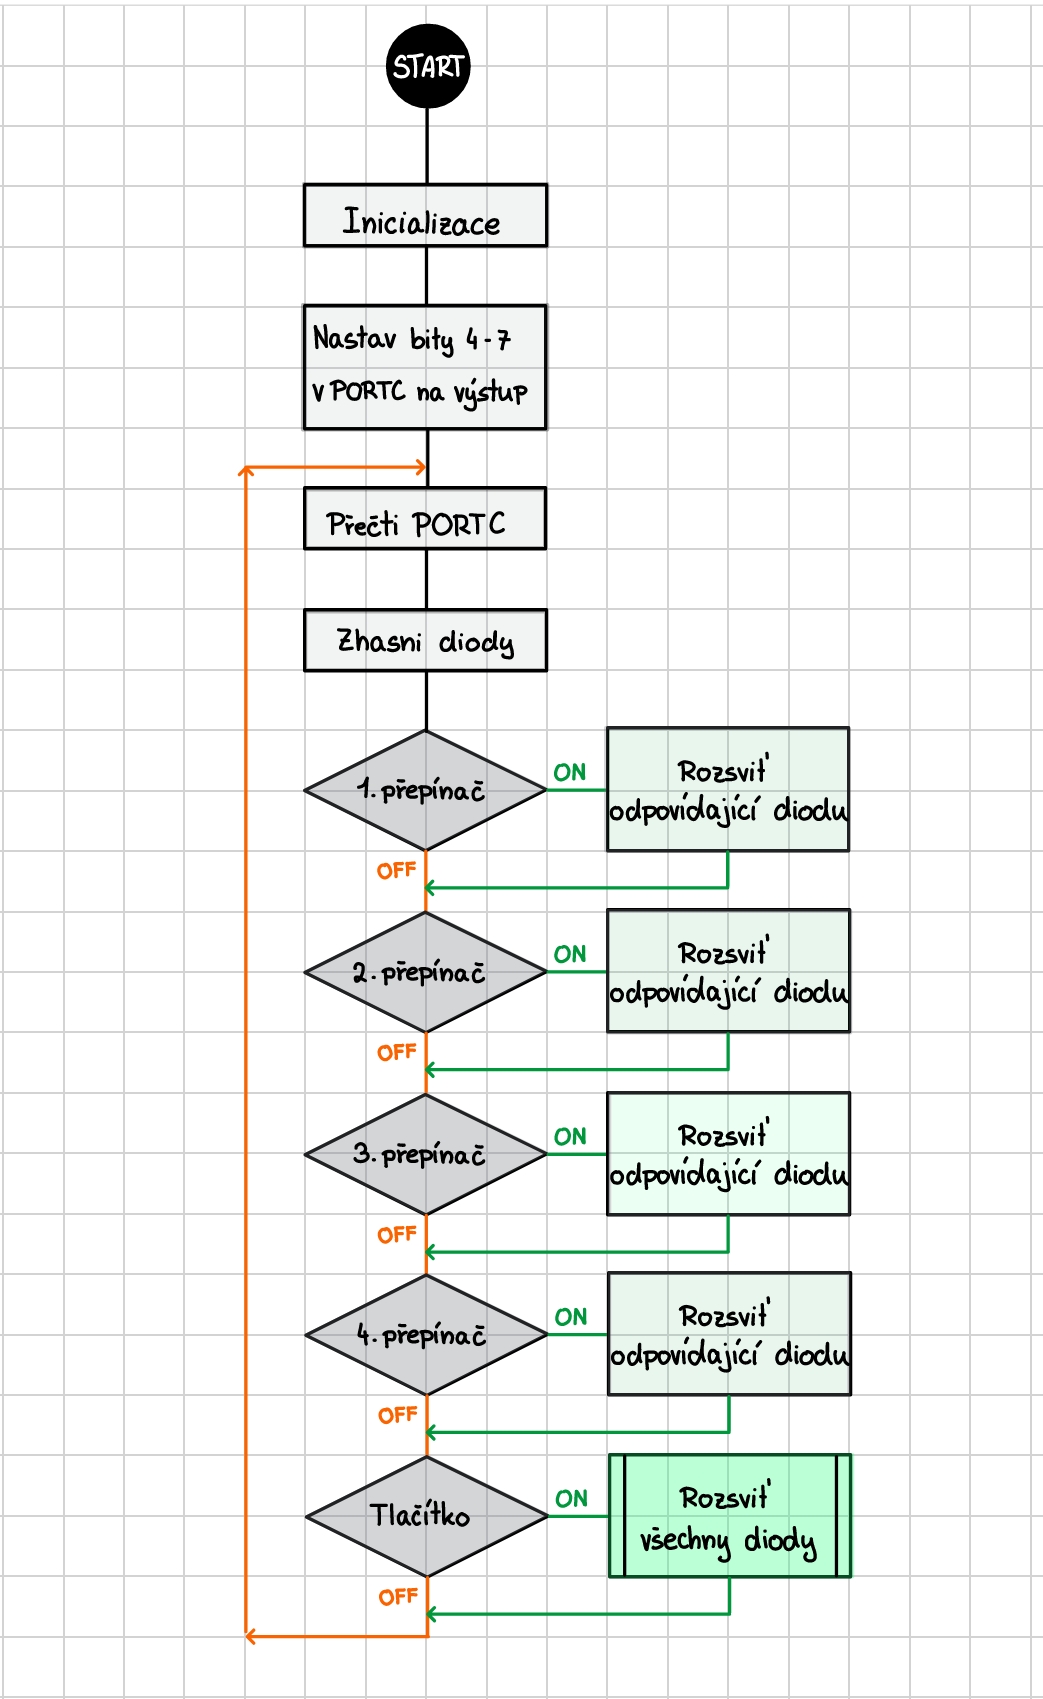 START
Inicializace
Nastav bity 4-7
v PORTC na výstup
Přečti PORTC
Zhasni diody
1. přepínač
ON
Rozsviť
odpovídající diodu
OFF
2. přepínač
ON
Rozsviť
odpovídající diodu
OFF
3. přepínač
ON
Rozsviť
odpovídající diodu
OFF
4. přepínač
ON
Rozsviť
odpovídající diodu
OFF
Tlačítko
ON
Rozsviť
všechny diody
OFF